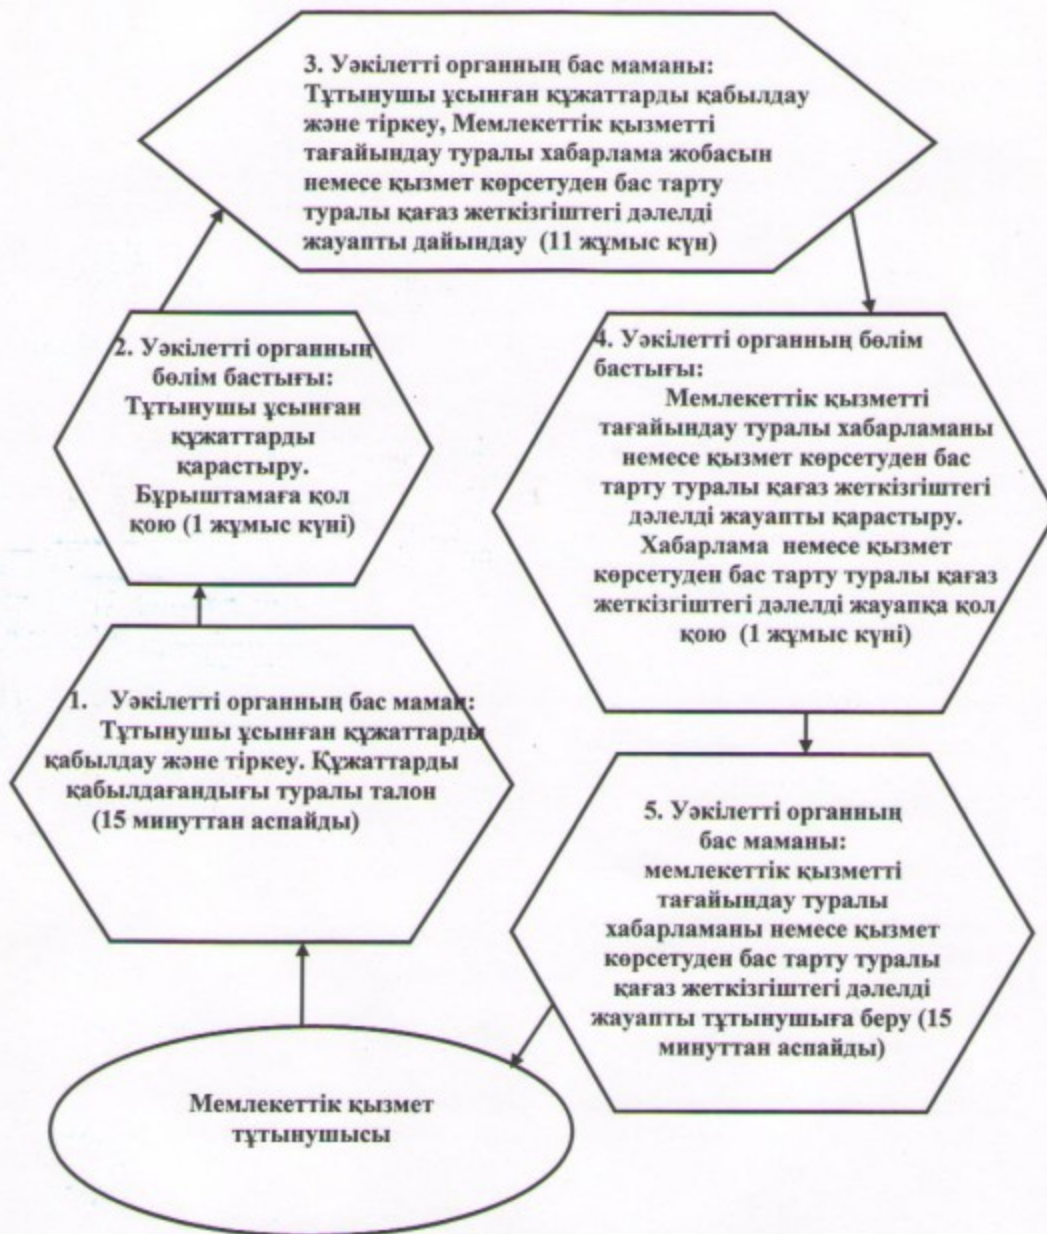 3. Уәкілетті органның бас маманы:
Тұтынушы ұсынған құжаттарды қабылдау
және тіркеу, Мемлекеттік қызметті
тағайындау туралы хабарлама жобасын
немесе қызмет көрсетуден бас тарту
туралы қағаз жеткізгіштегі дәлелді
жауапты дайындау (11 жұмыс күн)
2. Уәкілетті органның
бөлім бастығы:
Тұтынушы ұсынған
құжаттарды
қарастыру.
Бұрыштамаға қол
қою (1 жұмыс күні)
4. Уәкілетті органның бөлім
бастығы:
Мемлекеттік қызметті
тағайындау туралы хабарламаны
немесе қызмет көрсетуден бас
тарту туралы қағаз жеткізгіштегі
дәлелді жауапты қарастыру.
Хабарлама немесе қызмет
көрсетуден бас тарту туралы қағаз
жеткізгіштегі дәлелді жауапқа қол
қою (1 жұмыс күні)
1. Уәкілетті органның бас маман:
Тұтынушы ұсынған құжаттарды
қабылдау және тіркеу. Құжаттарды
қабылдағандығы туралы талон
(15 минуттан аспайды)
5. Уәкілетті органның
бас маманы:
мемлекеттік қызметті
тағайындау туралы
хабарламаны немесе қызмет
көрсетуден бас тарту туралы
қағаз жеткізгіштегі дәлелді
жауапты тұтынушыға беру (15
минуттан аспайды)
Мемлекеттік қызмет
тұтынушысы